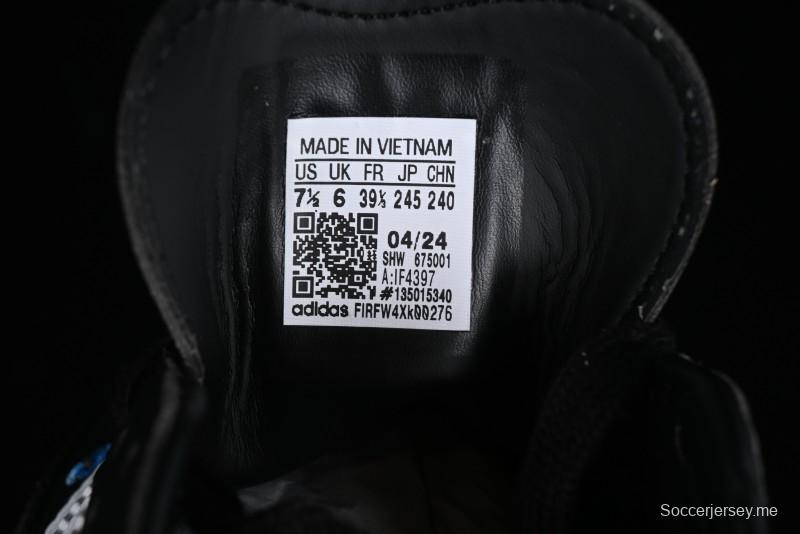 MADE IN VIETNAM
US UK FR JP CHN
7½ 6 39⅓ 245 240
04/24
SHW 675001
A:IF4397
#135015340
adidas FIRFW4Xk00276
Soccerjersey.me